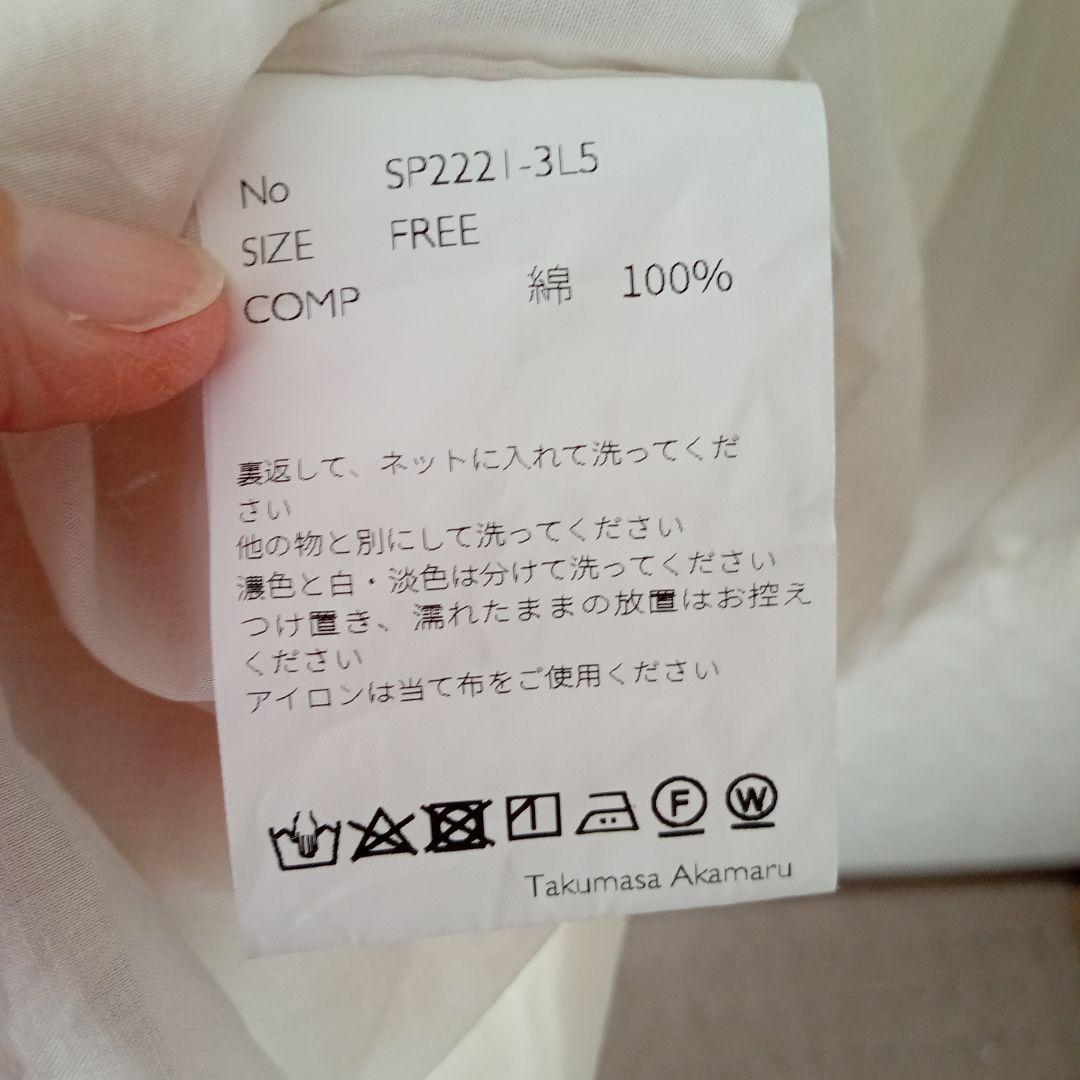 No SP2221-3L5
SIZE FREE
COMP 綿 100%
裏返して、ネットに入れて洗ってくだ
さい
他の物と別にして洗ってください
濃色と白・淡色は分けて洗ってください
つけ置き、濡れたままの放置はお控え
ください
アイロンは当て布をご使用ください
F W
Takumasa Akamaru